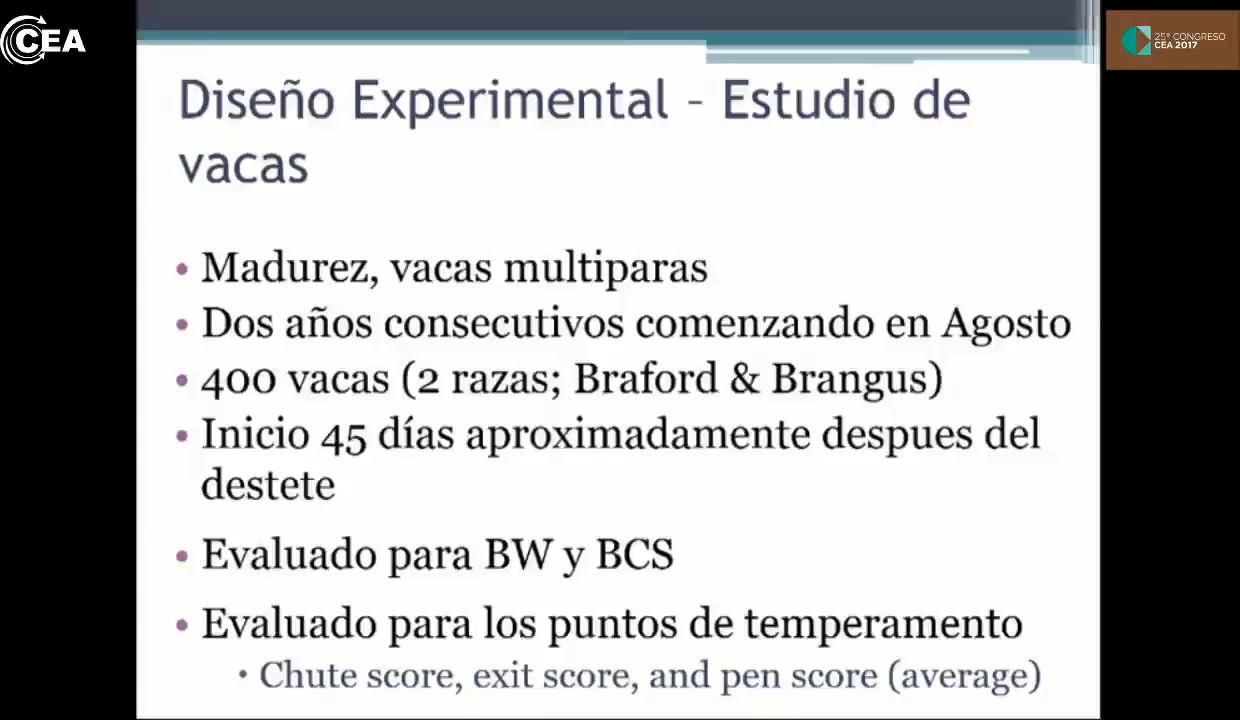 CEA
25º CONGRESO
CEA 2017
Diseño Experimental – Estudio de
vacas
• Madurez, vacas multiparas
• Dos años consecutivos comenzando en Agosto
• 400 vacas (2 razas; Braford & Brangus)
• Inicio 45 días aproximadamente despues del
destete
• Evaluado para BW y BCS
• Evaluado para los puntos de temperamento
• Chute score, exit score, and pen score (average)